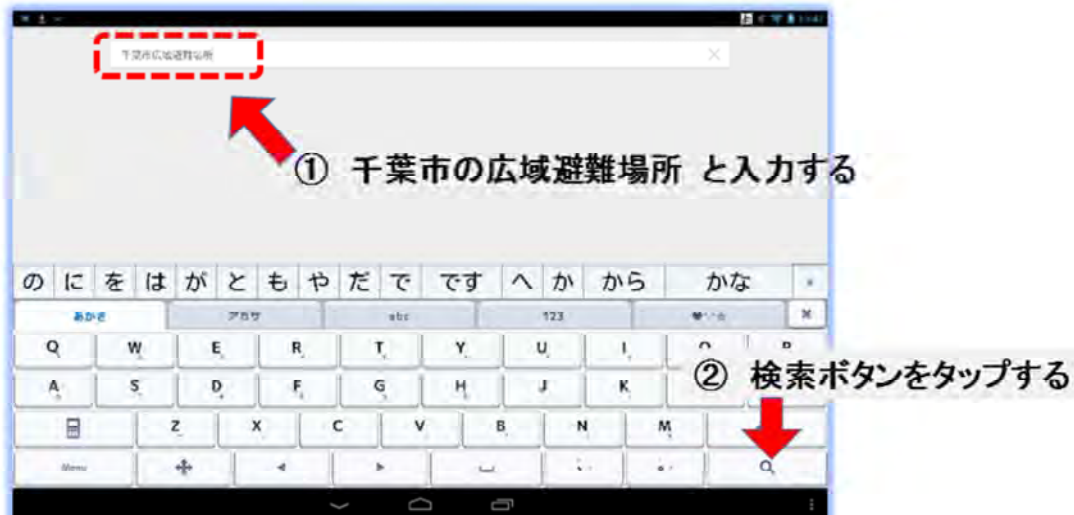 千葉市広域避難場所
① 千葉市の広域避難場所 と入力する
の に を は が と も や だ で です へ か から かな
あかさ アカサ abc 123
Q W E R T Y U I
② 検索ボタンをタップする
A S D F G H J K
Z X C V B N M
Menu